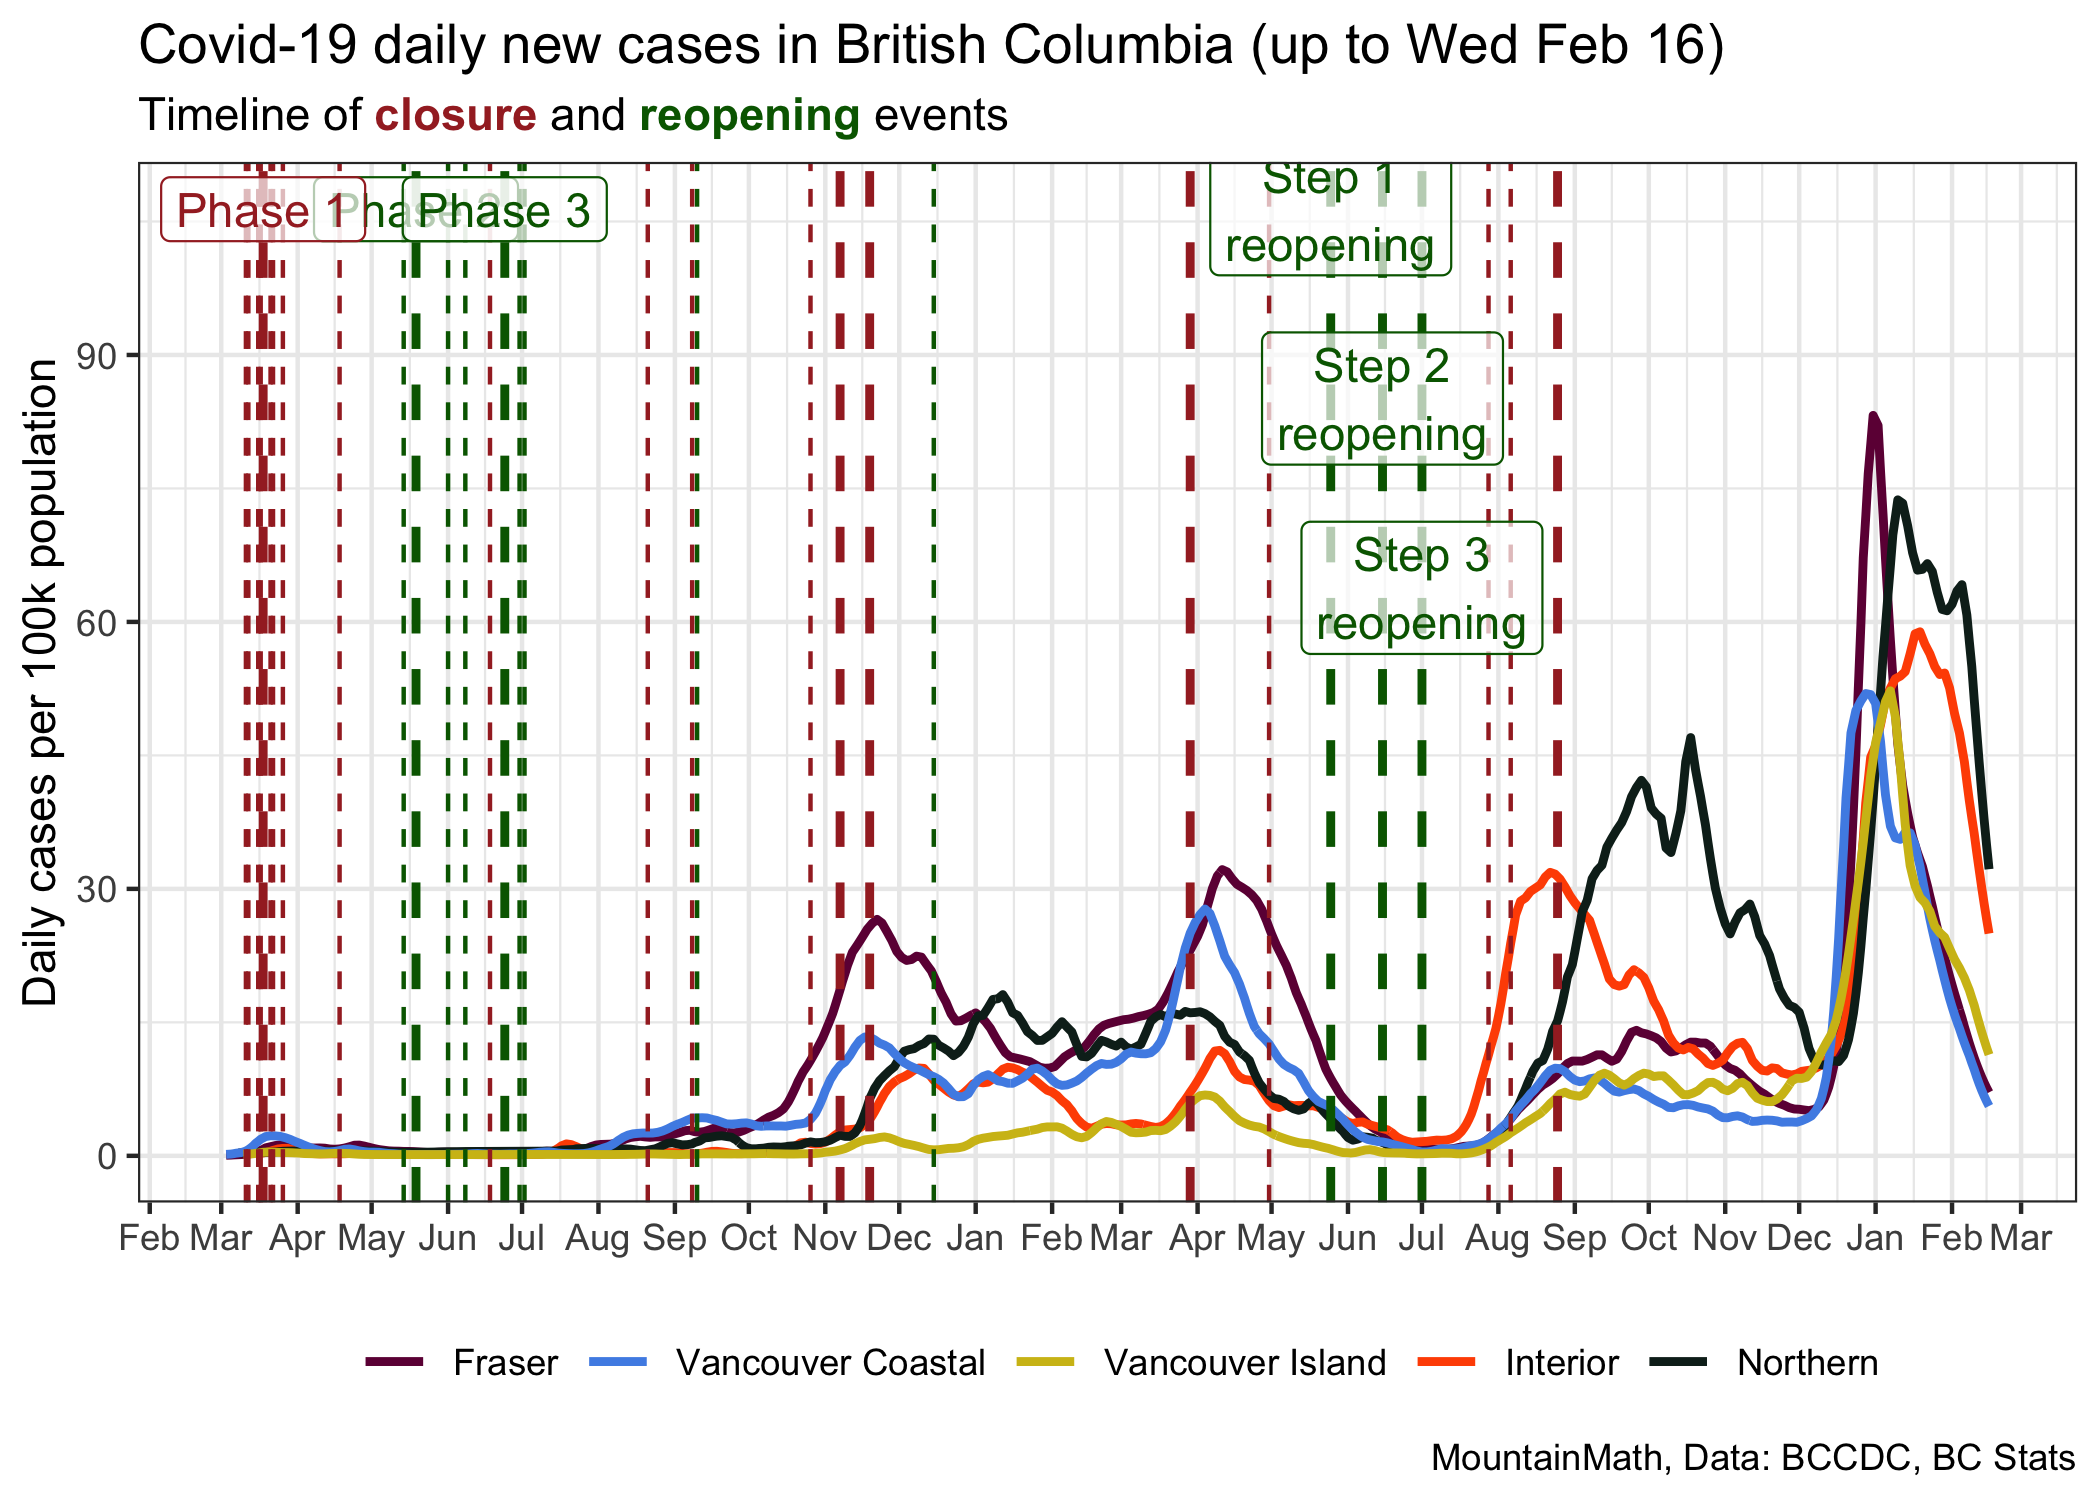 Covid-19 daily new cases in British Columbia (up to Wed Feb 16)
Timeline of closure and reopening events
Phase 1
Phase 2
Phase 3
Step 1
reopening
Step 2
reopening
Step 3
reopening
Daily cases per 100k population
90
60
30
0
Feb Mar Apr May Jun Jul Aug Sep Oct Nov Dec Jan Feb Mar Apr May Jun Jul Aug Sep Oct Nov Dec Jan Feb Mar
Fraser Vancouver Coastal Vancouver Island Interior Northern
MountainMath, Data: BCCDC, BC Stats